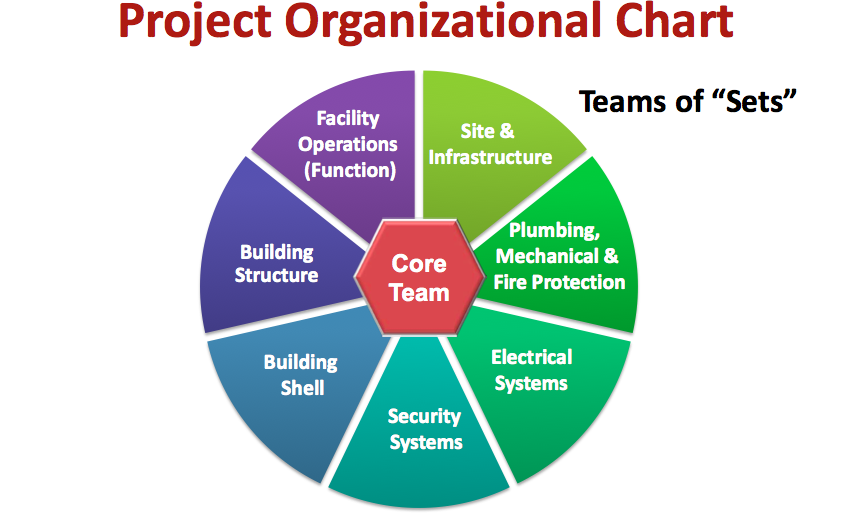 Project Organizational Chart
Teams of “Sets”
Facility
Operations
(Function)
Site &
Infrastructure
Plumbing,
Mechanical &
Fire Protection
Electrical
Systems
Security
Systems
Building
Shell
Building
Structure
Core
Team